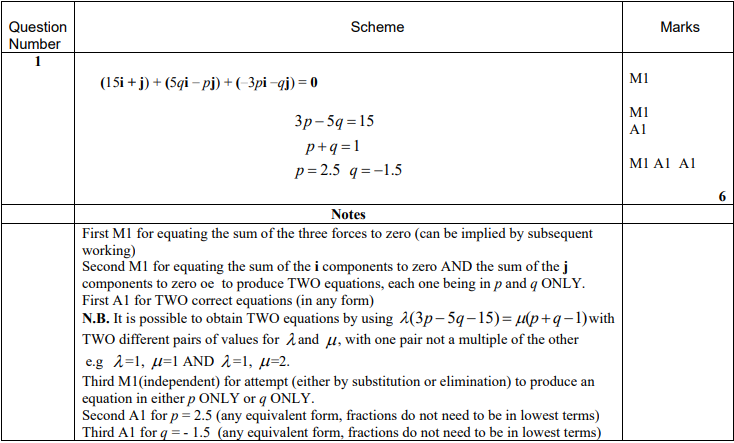 Question Number Scheme Marks
1
(15i + j) + (5qi – pj) + (–3pi –qj) = 0 M1
3p – 5q = 15 M1
A1
p + q = 1
p = 2.5 q = –1.5 M1 A1 A1
6
Notes
First M1 for equating the sum of the three forces to zero (can be implied by subsequent
working)
Second M1 for equating the sum of the i components to zero AND the sum of the j
components to zero oe to produce TWO equations, each one being in p and q ONLY.
First A1 for TWO correct equations (in any form)
N.B. It is possible to obtain TWO equations by using λ(3p – 5q – 15) = μ(p + q – 1) with
TWO different pairs of values for λ and μ, with one pair not a multiple of the other
e.g λ=1, μ=1 AND λ=1, μ=2.
Third M1(independent) for attempt (either by substitution or elimination) to produce an
equation in either p ONLY or q ONLY.
Second A1 for p = 2.5 (any equivalent form, fractions do not need to be in lowest terms)
Third A1 for q = - 1.5 (any equivalent form, fractions do not need to be in lowest terms)